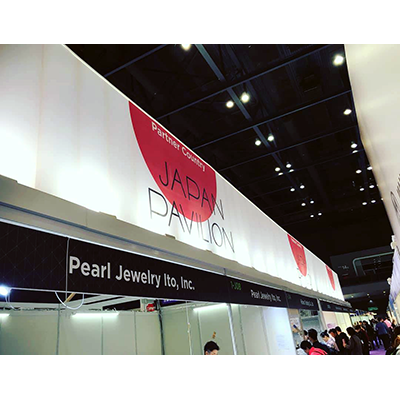 Partner Country
JAPAN
PAVILION
Pearl Jewelry Ito, Inc.
Pearl Jewelry Ito, Inc.